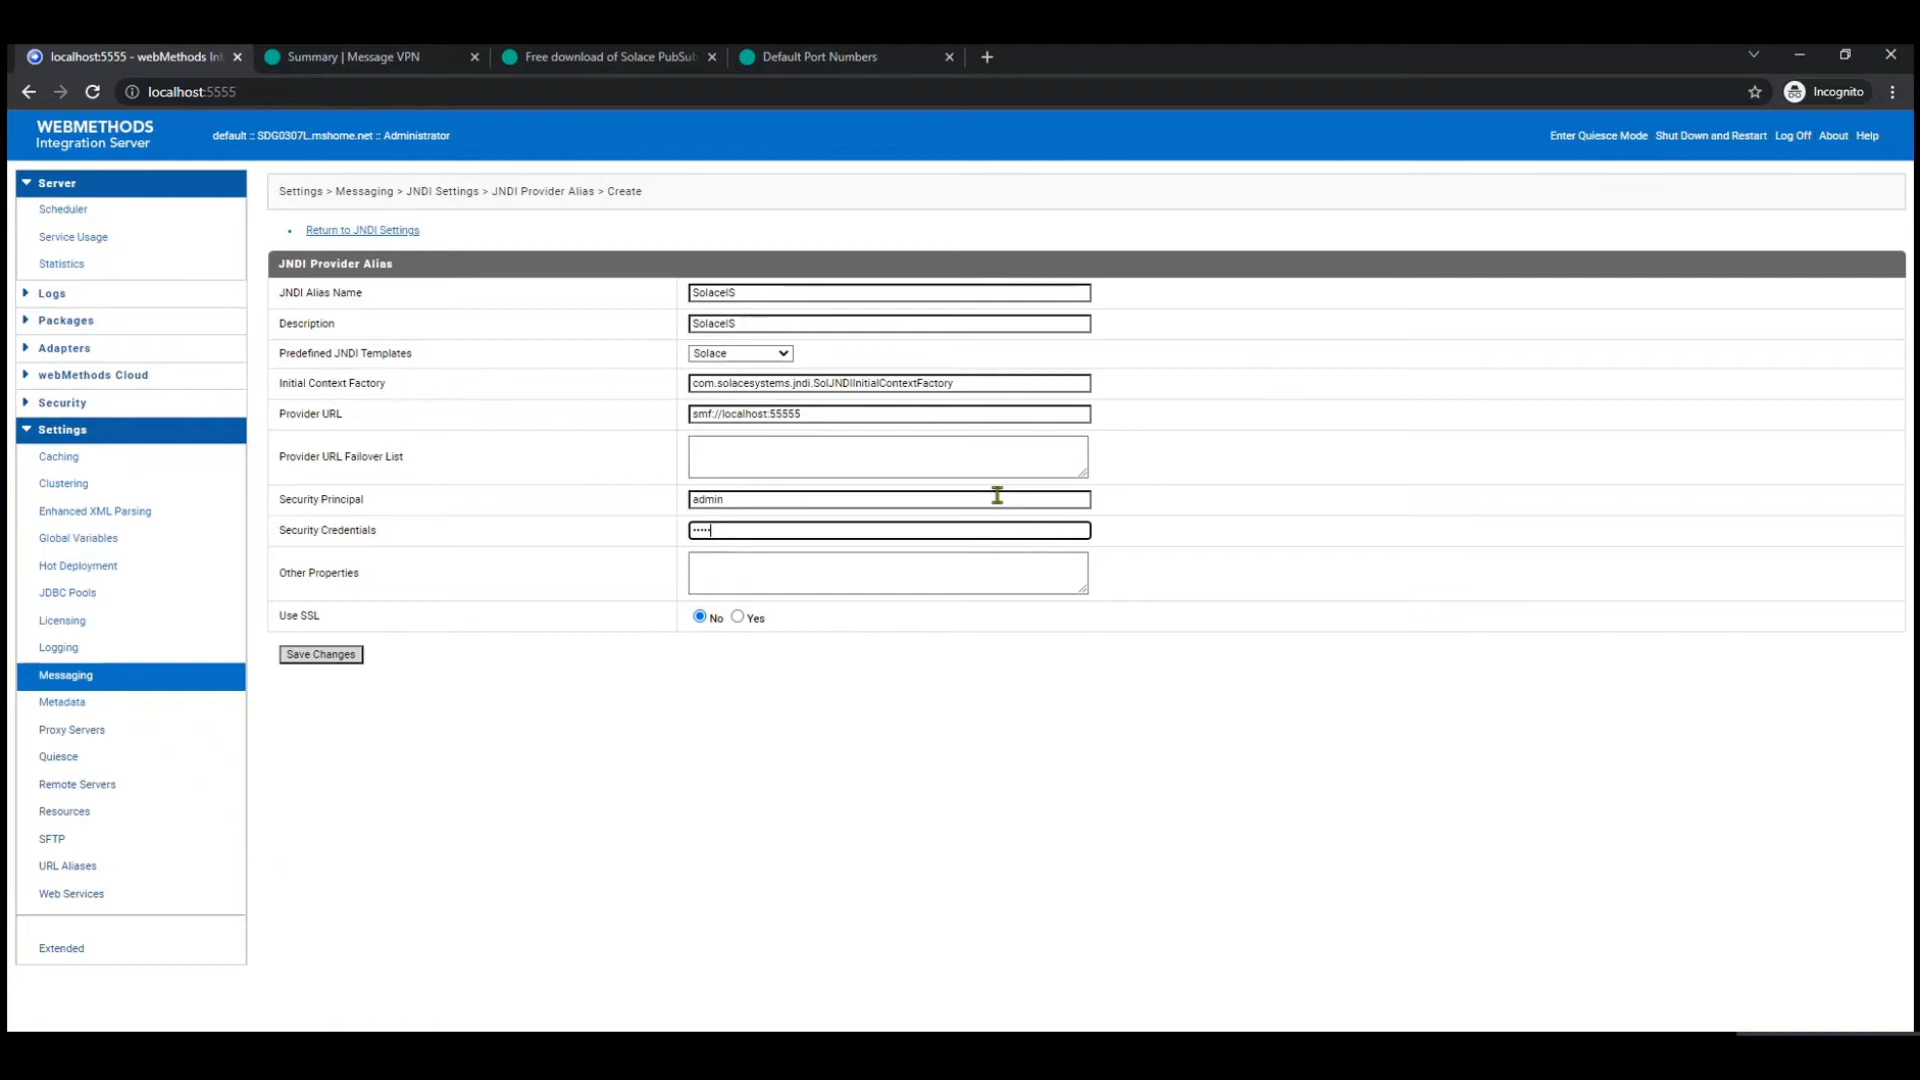 localhost:5555 - webMethods Int
Summary | Message VPN
Free download of Solace PubSub
Default Port Numbers
localhost:5555
Incognito
WEBMETHODS
Integration Server
default :: SDG0307L.mshome.net :: Administrator
Enter Quiesce Mode Shut Down and Restart Log Off About Help
Server
Scheduler
Service Usage
Statistics
Logs
Packages
Adapters
webMethods Cloud
Security
Settings
Caching
Clustering
Enhanced XML Parsing
Global Variables
Hot Deployment
JDBC Pools
Licensing
Logging
Messaging
Metadata
Proxy Servers
Quiesce
Remote Servers
Resources
SFTP
URL Aliases
Web Services
Extended
Settings > Messaging > JNDI Settings > JNDI Provider Alias > Create
Return to JNDI Settings
JNDI Provider Alias
JNDI Alias Name SolaceIS
Description SolaceIS
Predefined JNDI Templates Solace
Initial Context Factory com.solacesystems.jndi.SolJNDIInitialContextFactory
Provider URL smf://localhost:55555
Provider URL Failover List
Security Principal admin
Security Credentials •••••
Other Properties
Use SSL No Yes
Save Changes